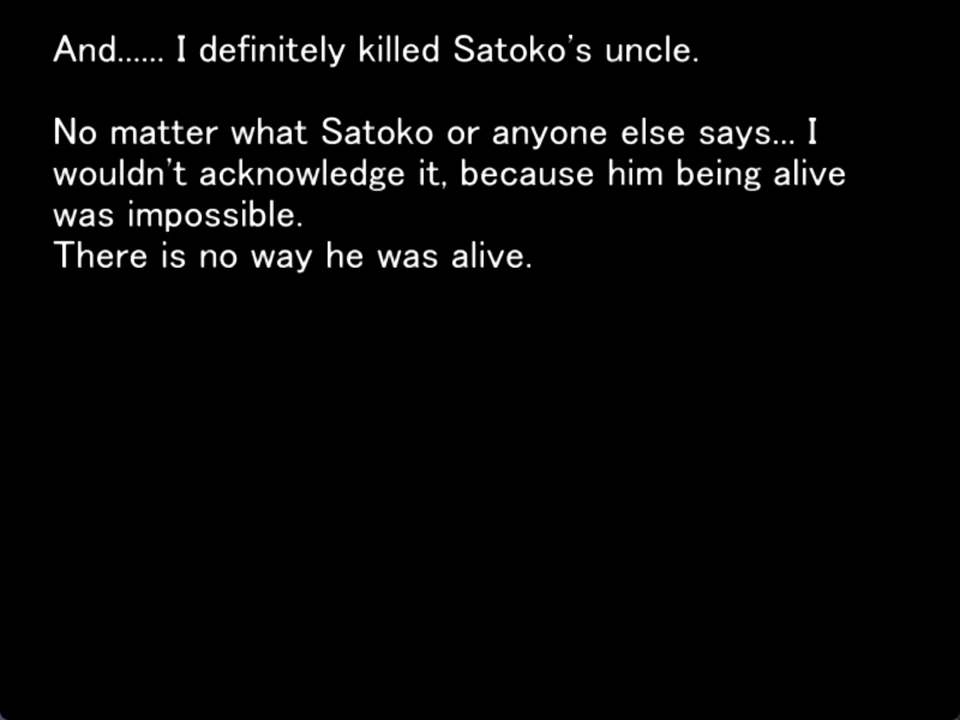 And...... I definitely killed Satoko's uncle.
No matter what Satoko or anyone else says... I
wouldn't acknowledge it, because him being alive
was impossible.
There is no way he was alive.